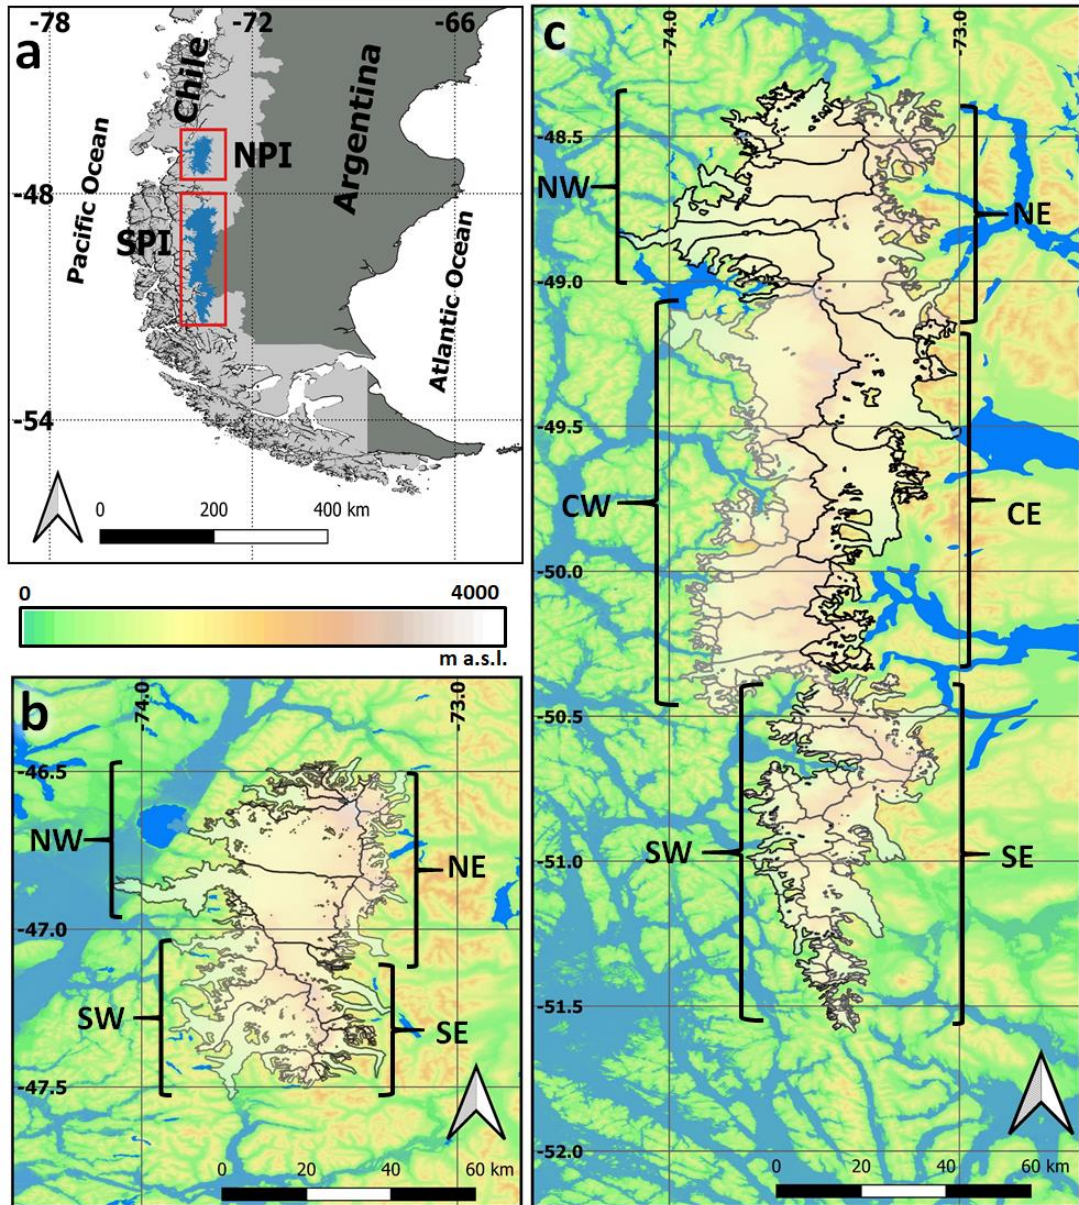 a
-78
-72
-66
Chile
Argentina
Pacific Ocean
Atlantic Ocean
NPI
SPI
-48
-54
0
200
400 km
0
4000
m a.s.l.
b
-74.0
-73.0
-46.5
-47.0
-47.5
NW
NE
SW
SE
0
20
40
60 km
c
-74.0
-73.0
-48.5
-49.0
-49.5
-50.0
-50.5
-51.0
-51.5
-52.0
NW
NE
CW
CE
SW
SE
0
20
40
60 km